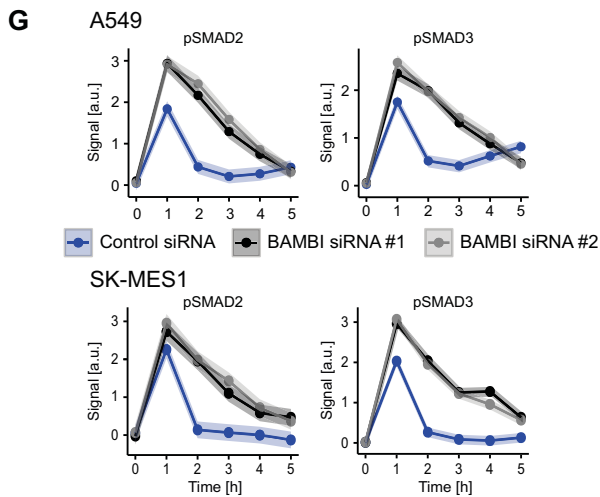 G
A549
pSMAD2
pSMAD3
Signal [a.u.]
3
2
1
0
0 1 2 3 4 5
Signal [a.u.]
2
1
0
0 1 2 3 4 5
h
Control siRNA
BAMBI siRNA #1
BAMBI siRNA #2
SK-MES1
pSMAD2
pSMAD3
Signal [a.u.]
3
2
1
0
0 1 2 3 4 5
Time [h]
Signal [a.u.]
3
2
1
0
0 1 2 3 4 5
Time [h]